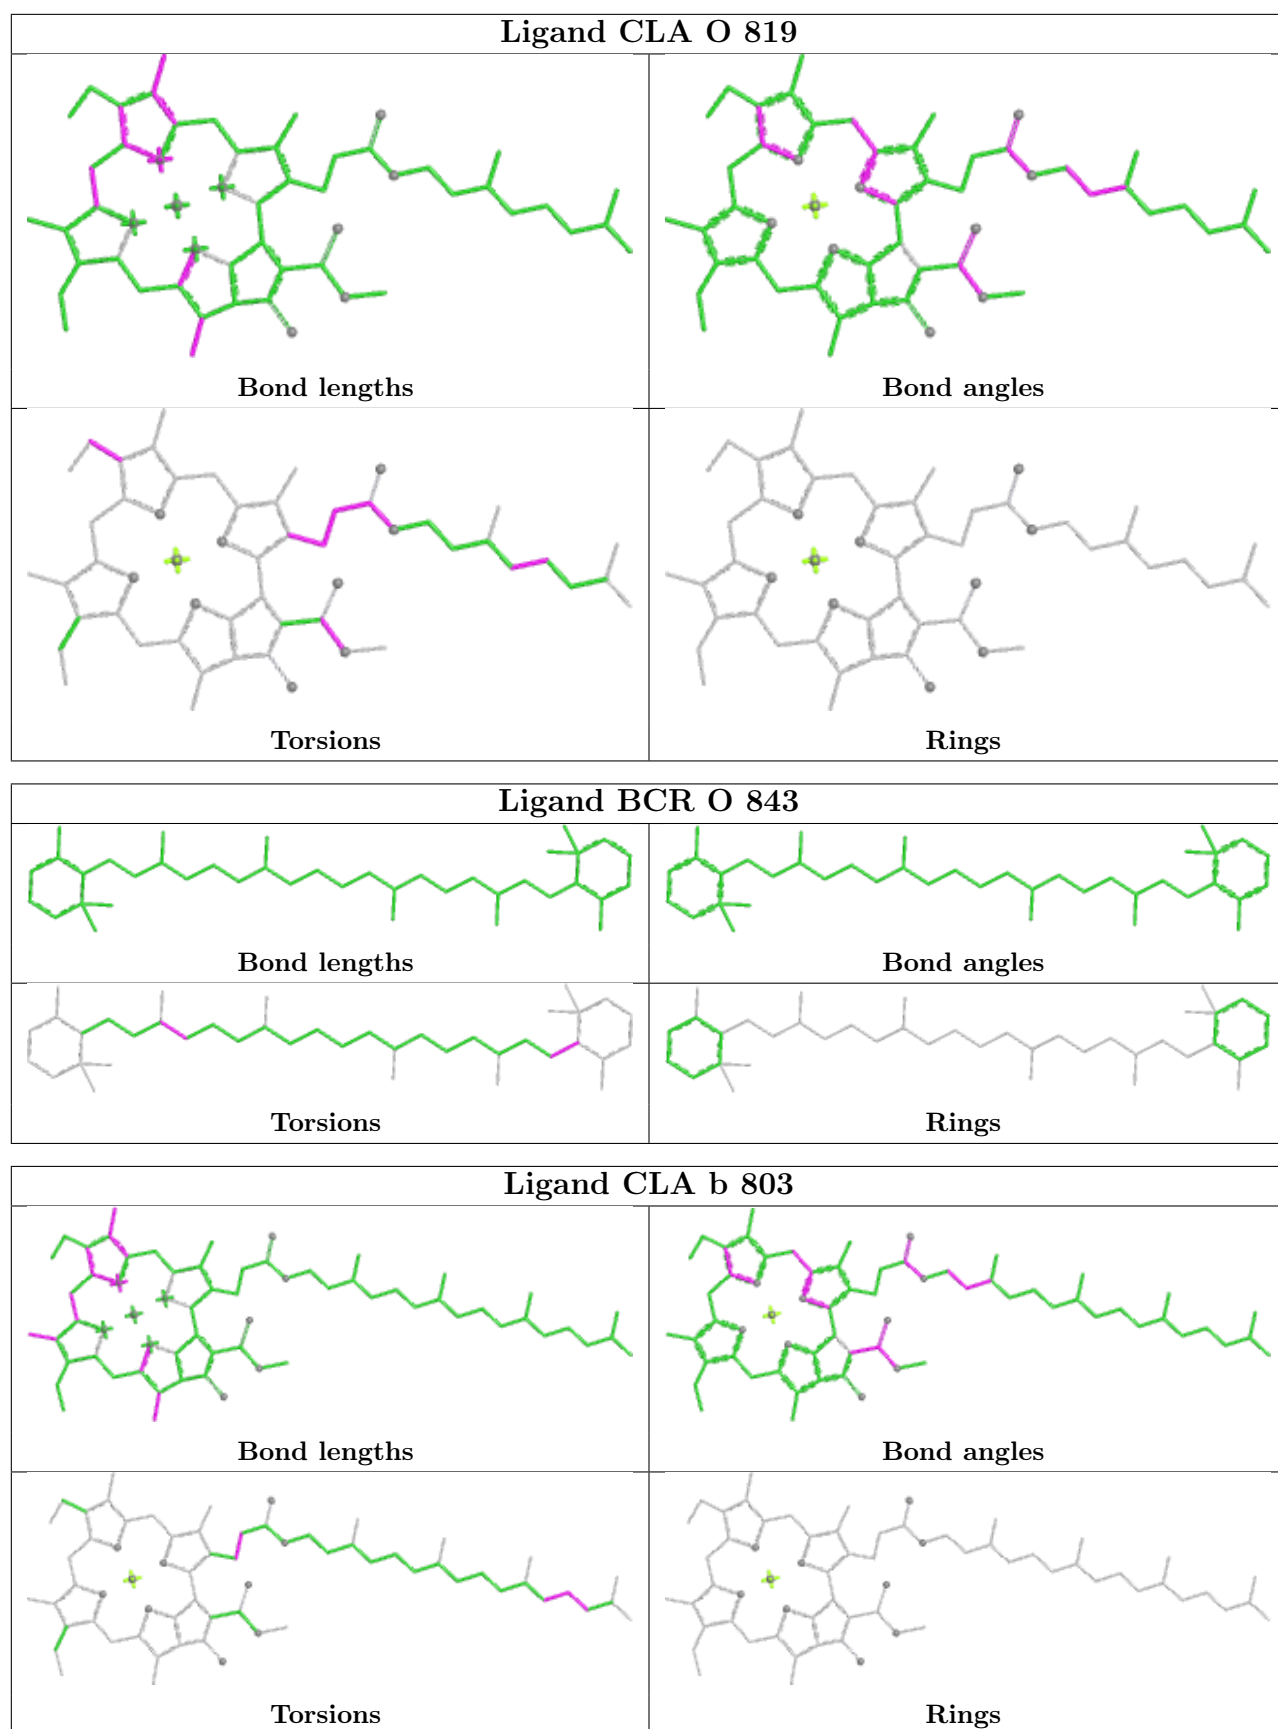 Ligand CLA O 819
Bond lengths
Bond angles
Torsions
Rings
Ligand BCR O 843
Bond lengths
Bond angles
Torsions
Rings
Ligand CLA b 803
Bond lengths
Bond angles
Torsions
Rings